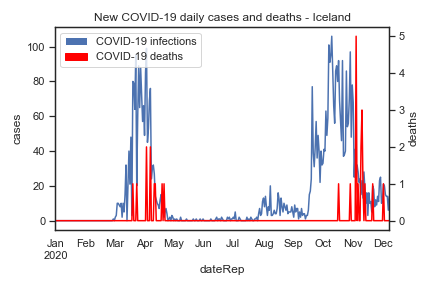 New COVID-19 daily cases and deaths - Iceland
COVID-19 infections
COVID-19 deaths
100
80
60
40
20
0
cases
5
4
3
2
1
0
deaths
Jan Feb Mar Apr May Jun Jul Aug Sep Oct Nov Dec
2020
dateRep